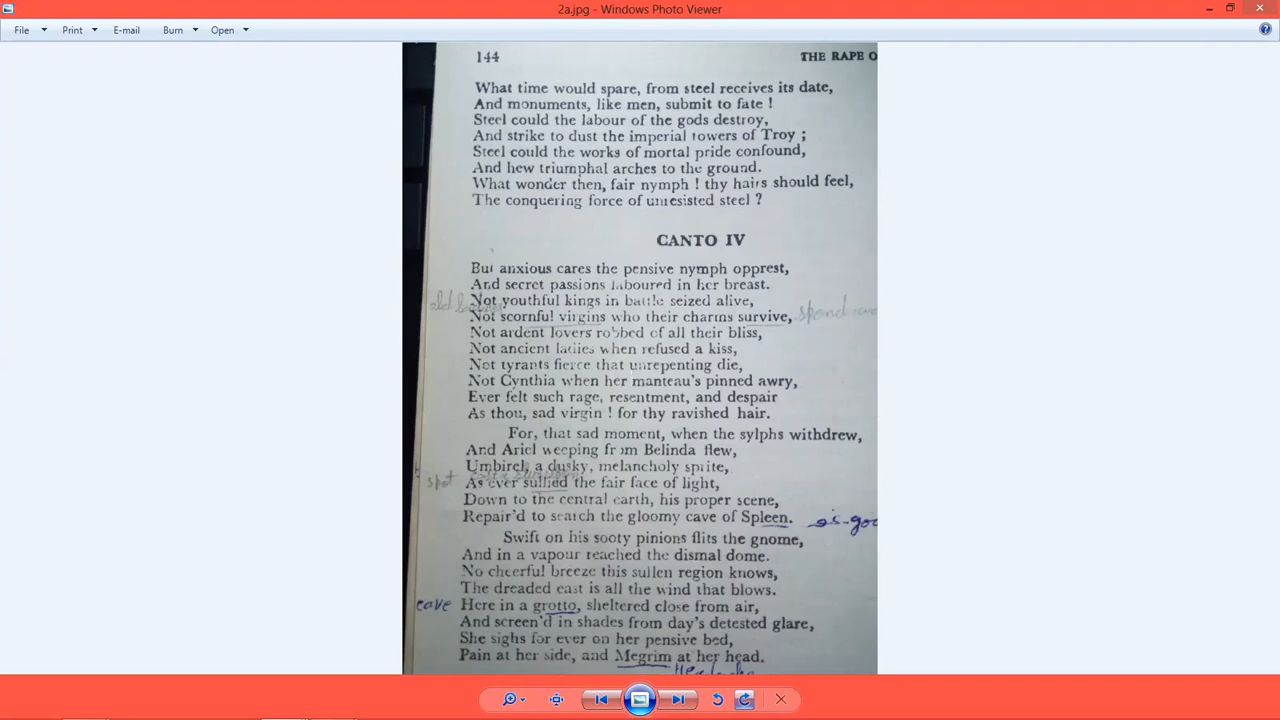 2a.jpg - Windows Photo Viewer
File Print E-mail Burn Open
144 THE RAPE O
What time would spare, from steel receives its date,
And monuments, like men, submit to fate !
Steel could the labour of the gods destroy,
And strike to dust the imperial towers of Troy ;
Steel could the works of mortal pride confound,
And hew triumphal arches to the ground.
What wonder then, fair nymph ! thy hairs should feel,
The conquering force of unresisted steel ?
CANTO IV
But anxious cares the pensive nymph opprest,
And secret passions laboured in her breast.
Not youthful kings in battle seized alive,
Not scornful virgins who their charms survive,
Not ardent lovers robbed of all their bliss,
Not ancient ladies when refused a kiss,
Not tyrants fierce that unrepenting die,
Not Cynthia when her manteau's pinned awry,
Ever felt such rage, resentment, and despair
As thou, sad virgin ! for thy ravished hair.
For, that sad moment, when the sylphs withdrew,
And Ariel weeping from Belinda flew,
Umbriel, a dusky, melancholy sprite,
spot As ever sullied the fair face of light,
Down to the central earth, his proper scene,
Repair'd to search the gloomy cave of Spleen.
Swift on his sooty pinions flits the gnome,
And in a vapour reached the dismal dome.
No cheerful breeze this sullen region knows,
The dreaded east is all the wind that blows.
cave Here in a grotto, sheltered close from air,
And screen'd in shades from day's detested glare,
She sighs for ever on her pensive bed,
Pain at her side, and Megrim at her head.